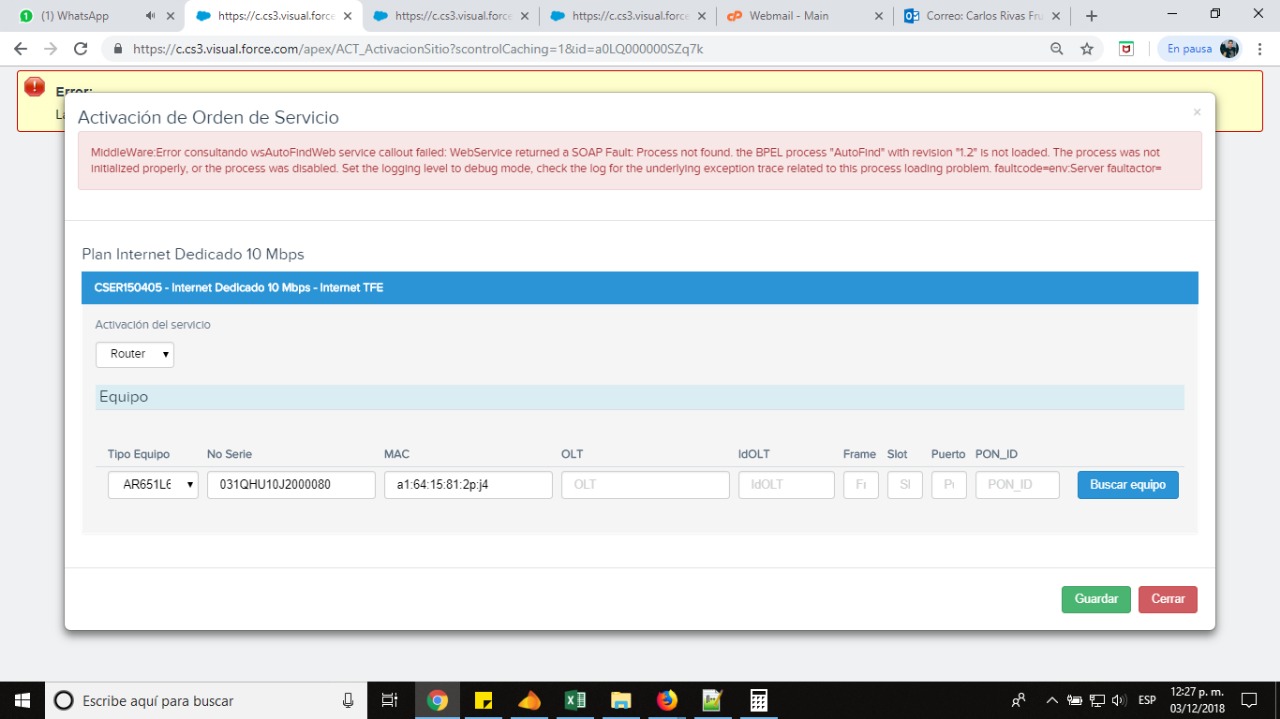 (1) WhatsApp
https://c.cs3.visual.force
https://c.cs3.visual.force
https://c.cs3.visual.force
Webmail - Main
Correo: Carlos Rivas Fru
https://c.cs3.visual.force.com/apex/ACT_ActivacionSitio?scontrolCaching=1&id=a0LQ000000SZq7k
En pausa
Error:
Activación de Orden de Servicio
×
MiddleWare:Error consultando wsAutoFindWeb service callout failed: WebService returned a SOAP Fault: Process not found. the BPEL process "AutoFind" with revision "1.2" is not loaded. The process was not
initialized properly, or the process was disabled. Set the logging level to debug mode, check the log for the underlying exception trace related to this process loading problem. faultcode=env:Server faultactor=
Plan Internet Dedicado 10 Mbps
CSER150405 - Internet Dedicado 10 Mbps - Internet TFE
Activación del servicio
Router
Equipo
Tipo Equipo No Serie MAC OLT IdOLT Frame Slot Puerto PON_ID
AR651L6 031QHU10J2000080 a1:64:15:81:2p:j4 OLT IdOLT Fr Sl Pu PON_ID Buscar equipo
Guardar Cerrar
Escribe aquí para buscar
ESP
12:27 p. m.
03/12/2018